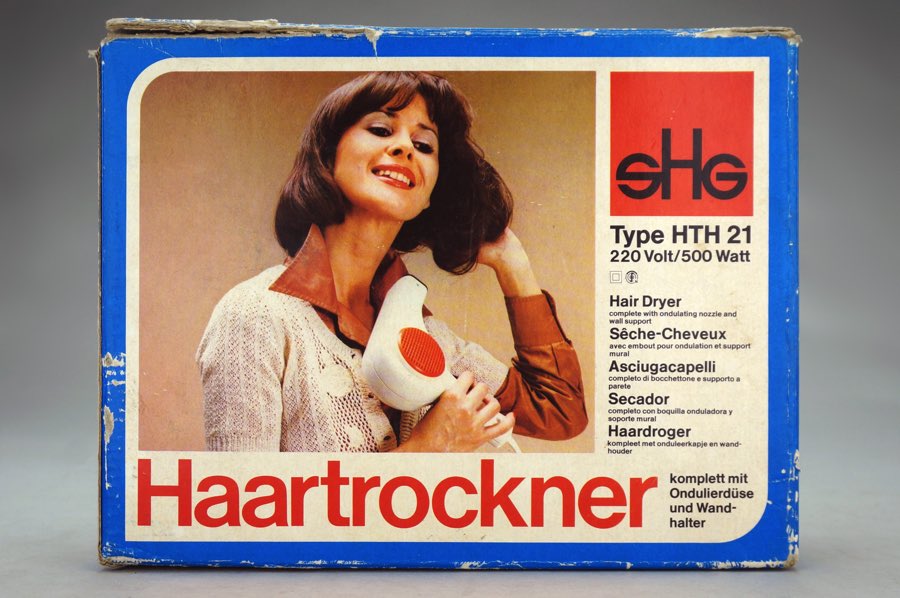 sHG
Type HTH 21
220 Volt/500 Watt
Hair Dryer
complete with ondulating nozzle and
wall support
Sêche-Cheveux
avec embout pour ondulation et support
mural
Asciugacapelli
completo di bocchettone e supporto a
parete
Secador
completo con boquilla onduladora y
soporte mural
Haardroger
kompleet met onduleerkapje en wand-
houder
Haartrockner
komplett mit
Ondulierdüse
und Wand-
halter